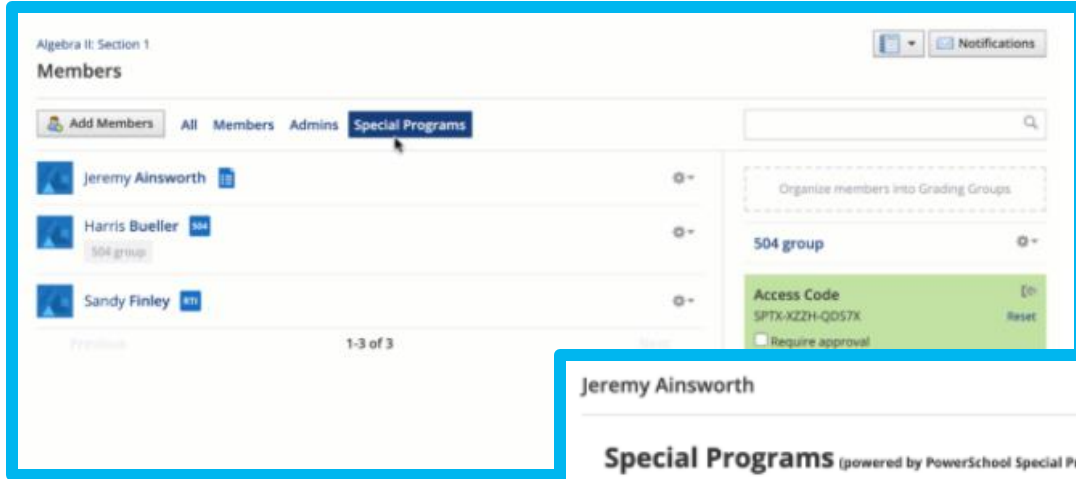 Algebra II: Section 1
Members
Notifications
Add Members All Members Admins Special Programs
Jeremy Ainsworth
Harris Bueller 504
504 group
Sandy Finley RTI
Previous 1-3 of 3 Next
Organize members into Grading Groups
504 group
Access Code
SPTX-XZZH-QDS7X Reset
Require approval
Jeremy Ainsworth
Special Programs (powered by PowerSchool Special